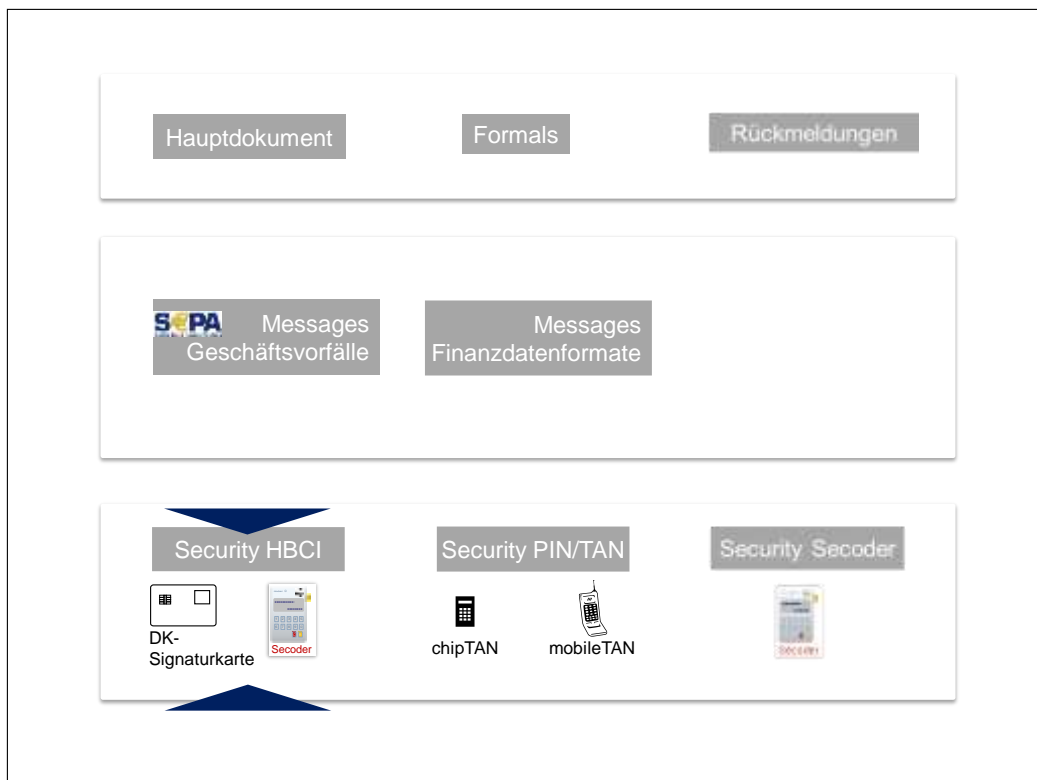 Hauptdokument
Formals
Rückmeldungen
SEPA Messages
Geschäftsvorfälle
Messages
Finanzdatenformate
Security HBCI
Security PIN/TAN
Security Secoder
DK-
Signaturkarte
Secoder
chipTAN
mobileTAN
Secoder